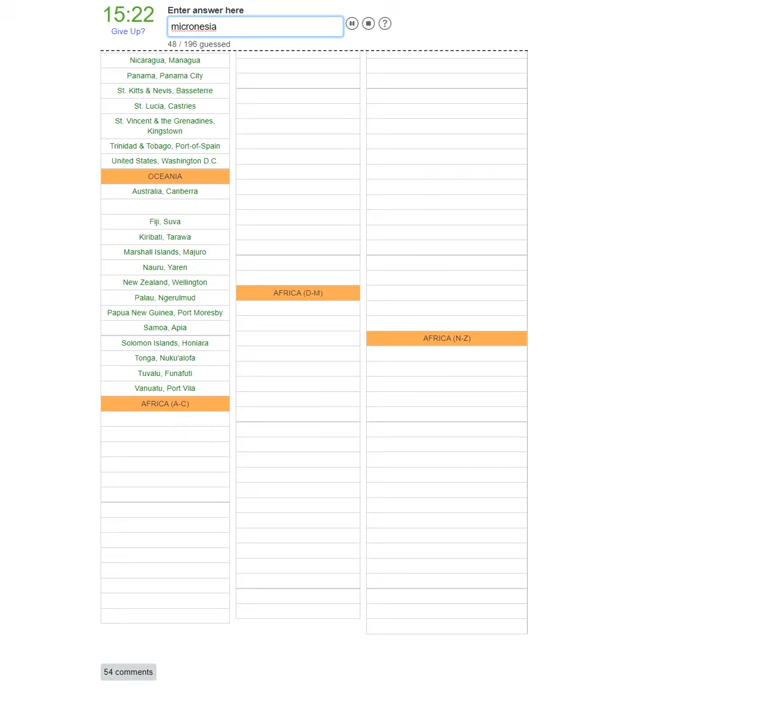 15:22
Give Up?
Enter answer here
micronesia
?
48 / 196 guessed
Nicaragua, Managua
Panama, Panama City
St. Kitts & Nevis, Basseterre
St. Lucia, Castries
St. Vincent & the Grenadines,
Kingstown
Trinidad & Tobago, Port-of-Spain
United States, Washington D.C.
OCEANIA
Australia, Canberra
Fiji, Suva
Kiribati, Tarawa
Marshall Islands, Majuro
Nauru, Yaren
New Zealand, Wellington
Palau, Ngerulmud
Papua New Guinea, Port Moresby
Samoa, Apia
Solomon Islands, Honiara
Tonga, Nuku'alofa
Tuvalu, Funafuti
Vanuatu, Port Vila
AFRICA (A-C)
AFRICA (D-M)
AFRICA (N-Z)
54 comments